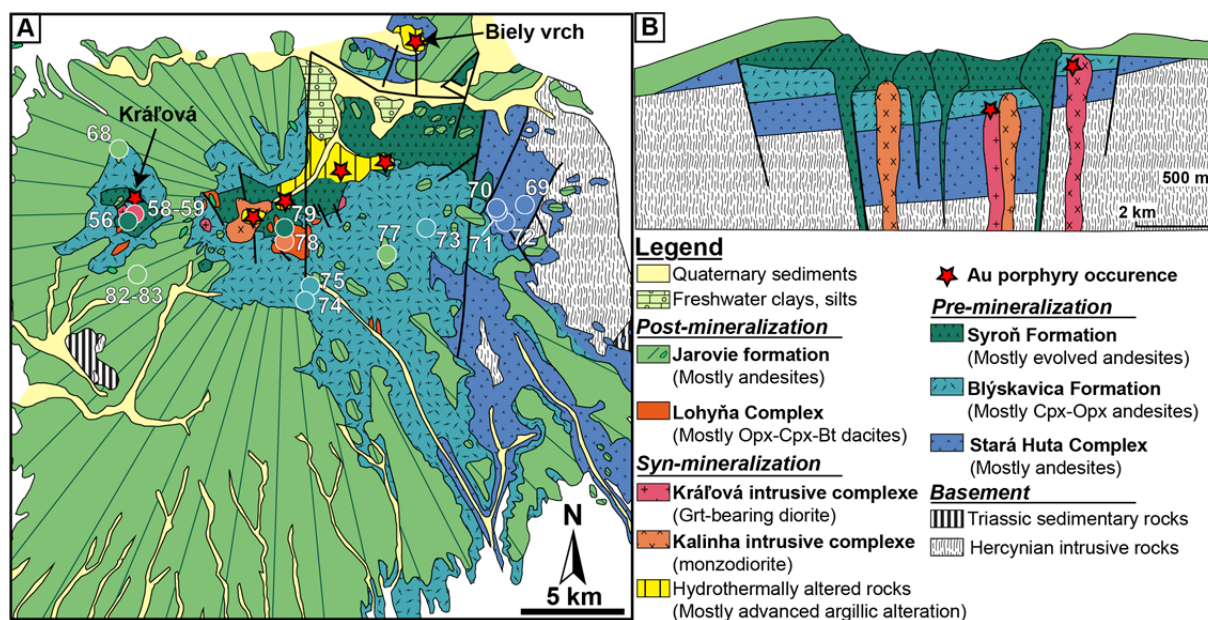 A
Biely vrch
Kráľová
68
56
58-59
82-83
79
78
77
75
74
73
70
69
71
72
N
5 km
B
500 m
2 km
Legend
Quaternary sediments
Freshwater clays, silts
Post-mineralization
Jarovie formation
(Mostly andesites)
Lohyňa Complex
(Mostly Opx-Cpx-Bt dacites)
Syn-mineralization
Kráľová intrusive complexe
(Grt-bearing diorite)
Kalinha intrusive complexe
(monzodiorite)
Hydrothermally altered rocks
(Mostly advanced argillic alteration)
Au porphyry occurence
Pre-mineralization
Syroň Formation
(Mostly evolved andesites)
Blýskavica Formation
(Mostly Cpx-Opx andesites)
Stará Huta Complex
(Mostly andesites)
Basement
Triassic sedimentary rocks
Hercynian intrusive rocks